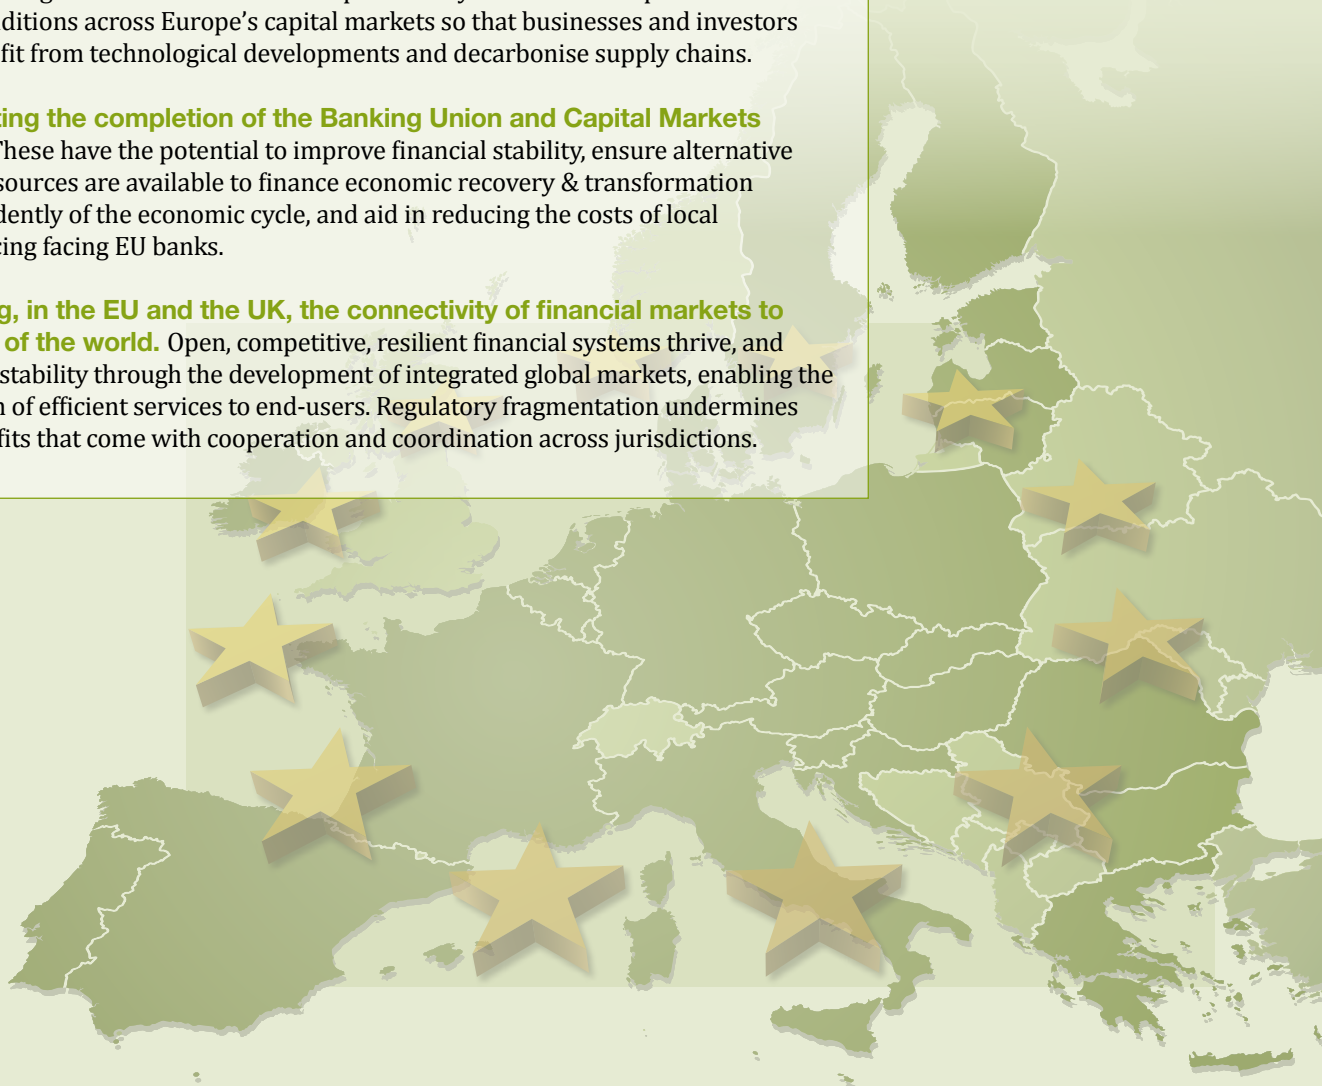 ditions across Europe's capital markets so that businesses and investors
fit from technological developments and decarbonise supply chains.
ting the completion of the Banking Union and Capital Markets
These have the potential to improve financial stability, ensure alternative
sources are available to finance economic recovery & transformation
dently of the economic cycle, and aid in reducing the costs of local
cing facing EU banks.
g, in the EU and the UK, the connectivity of financial markets to
of the world. Open, competitive, resilient financial systems thrive, and
stability through the development of integrated global markets, enabling the
n of efficient services to end-users. Regulatory fragmentation undermines
fits that come with cooperation and coordination across jurisdictions.